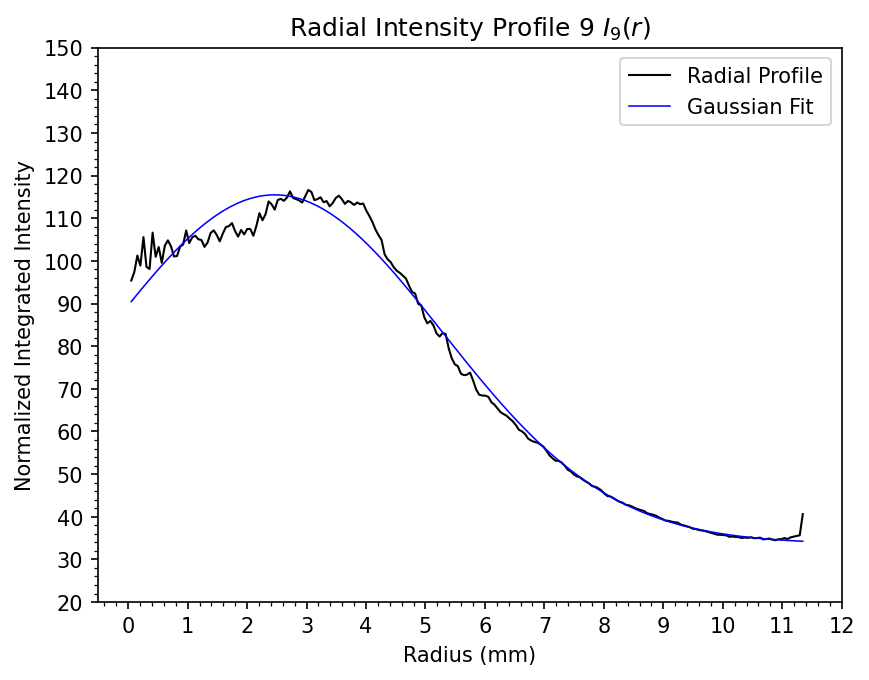 Radial Intensity Profile 9 I₉(r)
Radial Profile
Gaussian Fit
Normalized Integrated Intensity
150
140
130
120
110
100
90
80
70
60
50
40
30
20
0 1 2 3 4 5 6 7 8 9 10 11 12
Radius (mm)